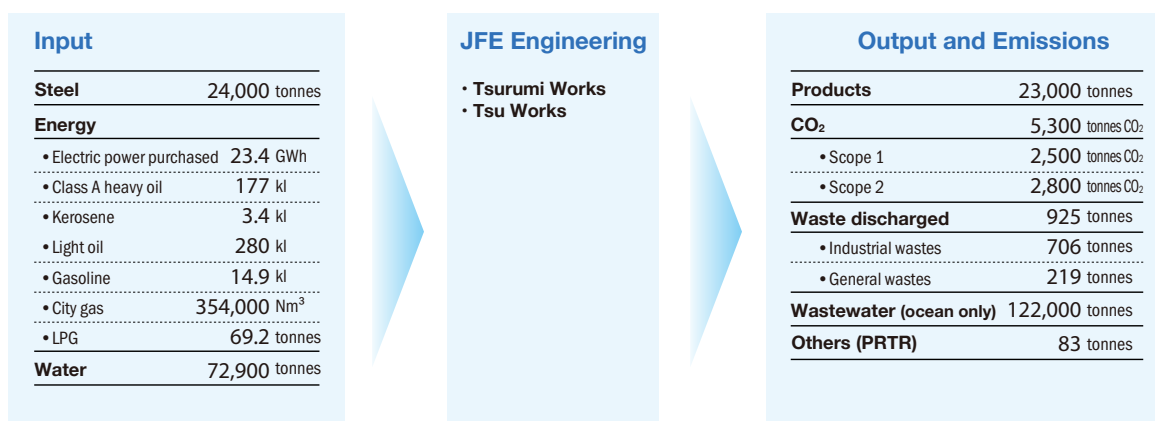 Input
Steel 24,000 tonnes
Energy
• Electric power purchased 23.4 GWh
• Class A heavy oil 177 kl
• Kerosene 3.4 kl
• Light oil 280 kl
• Gasoline 14.9 kl
• City gas 354,000 Nm³
• LPG 69.2 tonnes
Water 72,900 tonnes
JFE Engineering
・Tsurumi Works
・Tsu Works
Output and Emissions
Products 23,000 tonnes
CO₂ 5,300 tonnes CO₂
• Scope 1 2,500 tonnes CO₂
• Scope 2 2,800 tonnes CO₂
Waste discharged 925 tonnes
• Industrial wastes 706 tonnes
• General wastes 219 tonnes
Wastewater (ocean only) 122,000 tonnes
Others (PRTR) 83 tonnes